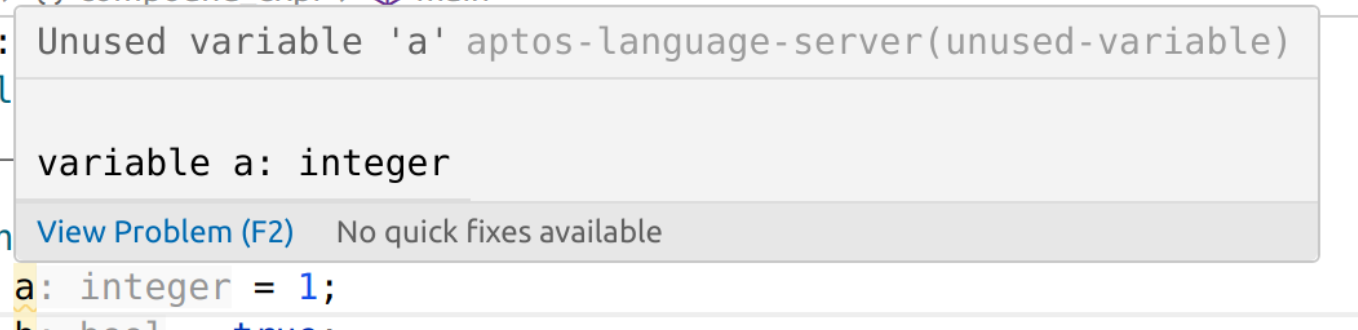 Unused variable 'a' aptos-language-server(unused-variable)
variable a: integer
View Problem (F2) No quick fixes available
a: integer = 1;